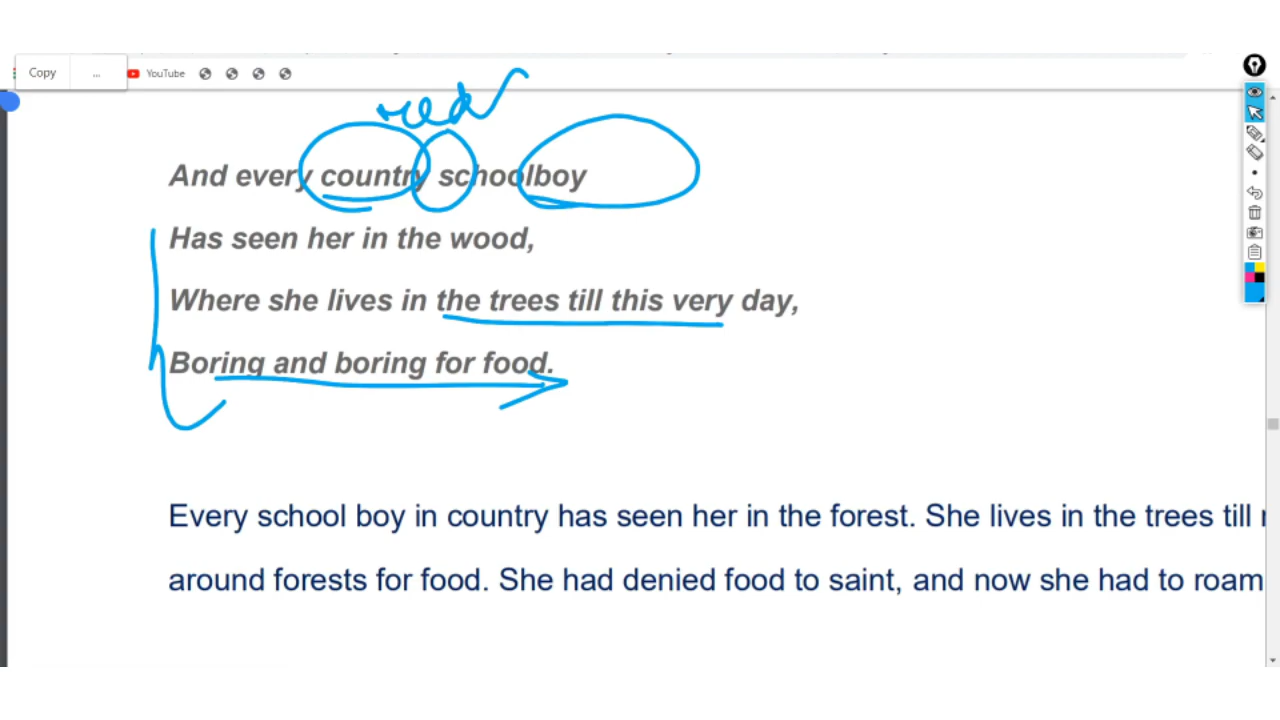 Copy ... YouTube
red
And every country schoolboy
Has seen her in the wood,
Where she lives in the trees till this very day,
Boring and boring for food.
Every school boy in country has seen her in the forest. She lives in the trees till
around forests for food. She had denied food to saint, and now she had to roam